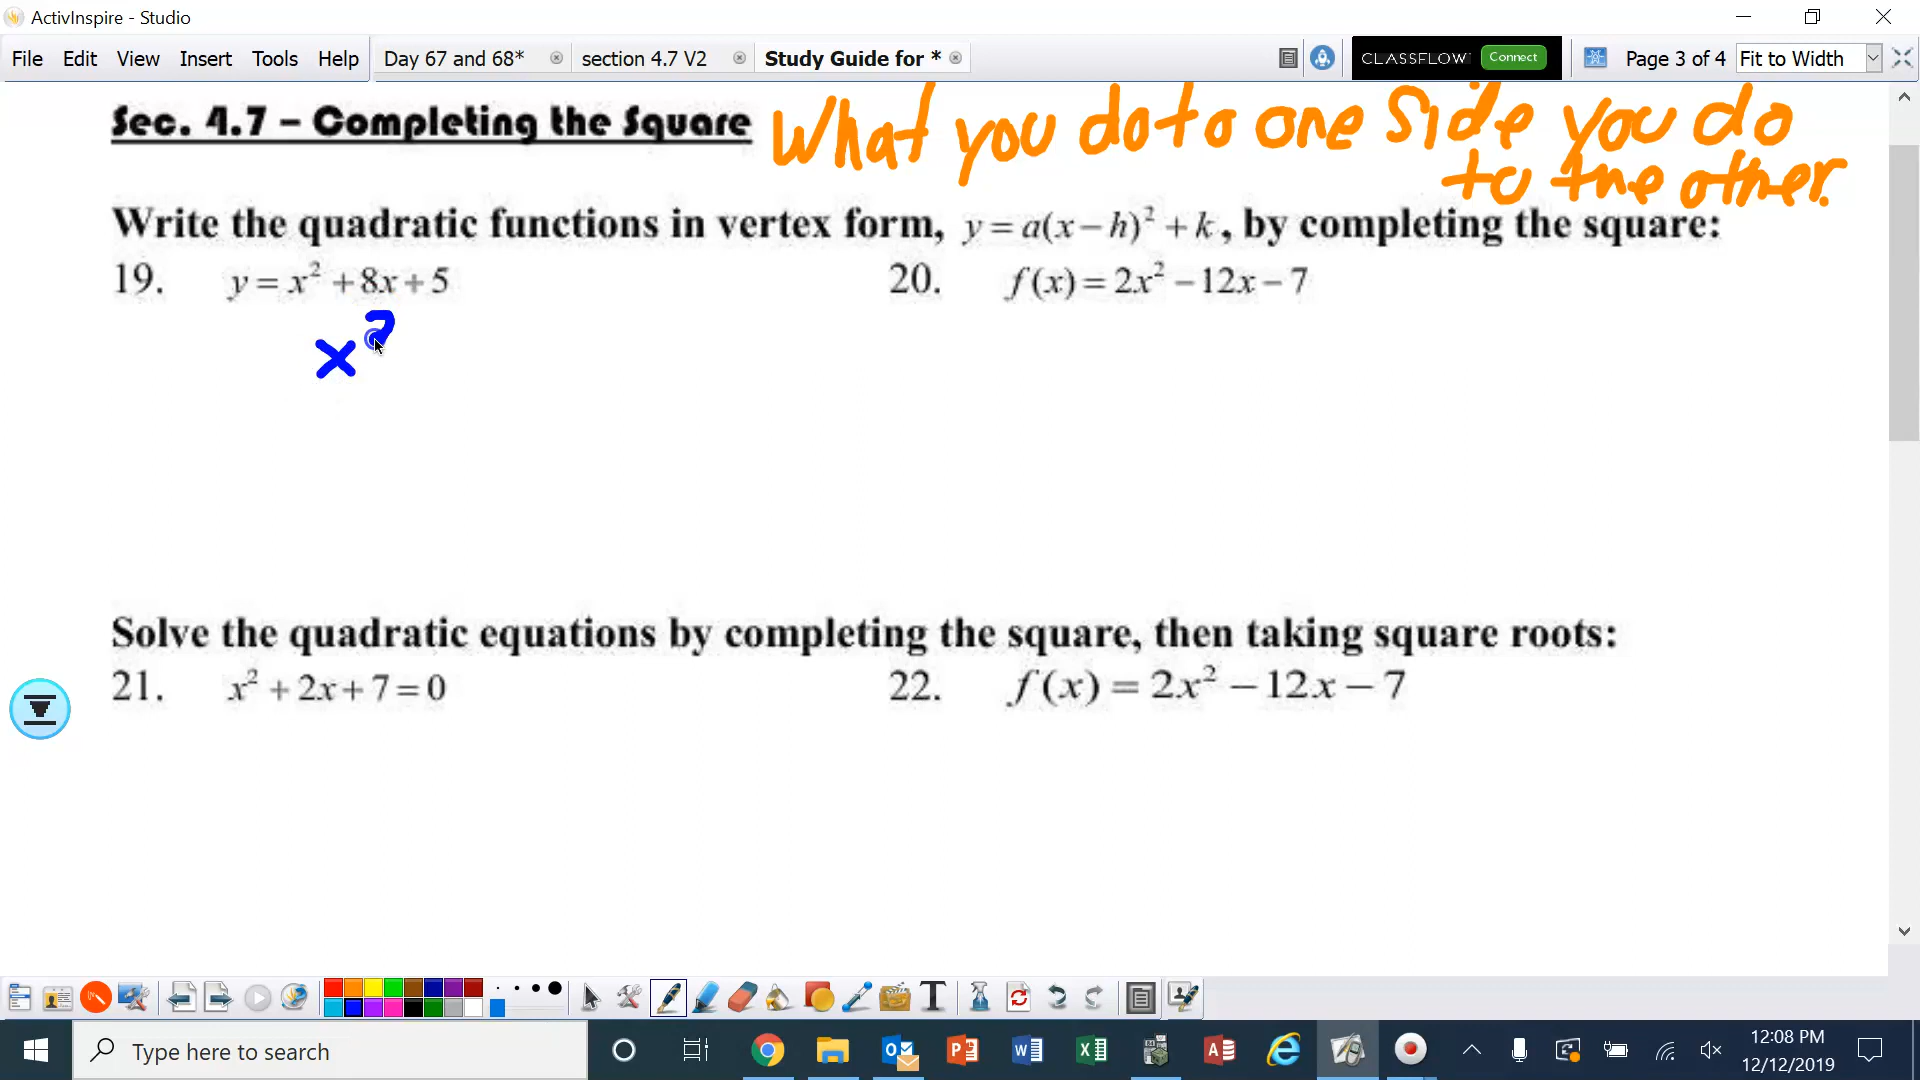 ActivInspire - Studio
File Edit View Insert Tools Help Day 67 and 68* section 4.7 V2 Study Guide for * CLASSFLOW Connect Page 3 of 4 Fit to Width
Sec. 4.7 – Completing the Square What you do to one side you do
to the other.
Write the quadratic functions in vertex form, y = a(x – h)² + k, by completing the square:
19. y = x² + 8x + 5 20. f(x) = 2x² – 12x – 7
x²
Solve the quadratic equations by completing the square, then taking square roots:
21. x² + 2x + 7 = 0 22. f(x) = 2x² – 12x – 7
Type here to search
12:08 PM
12/12/2019